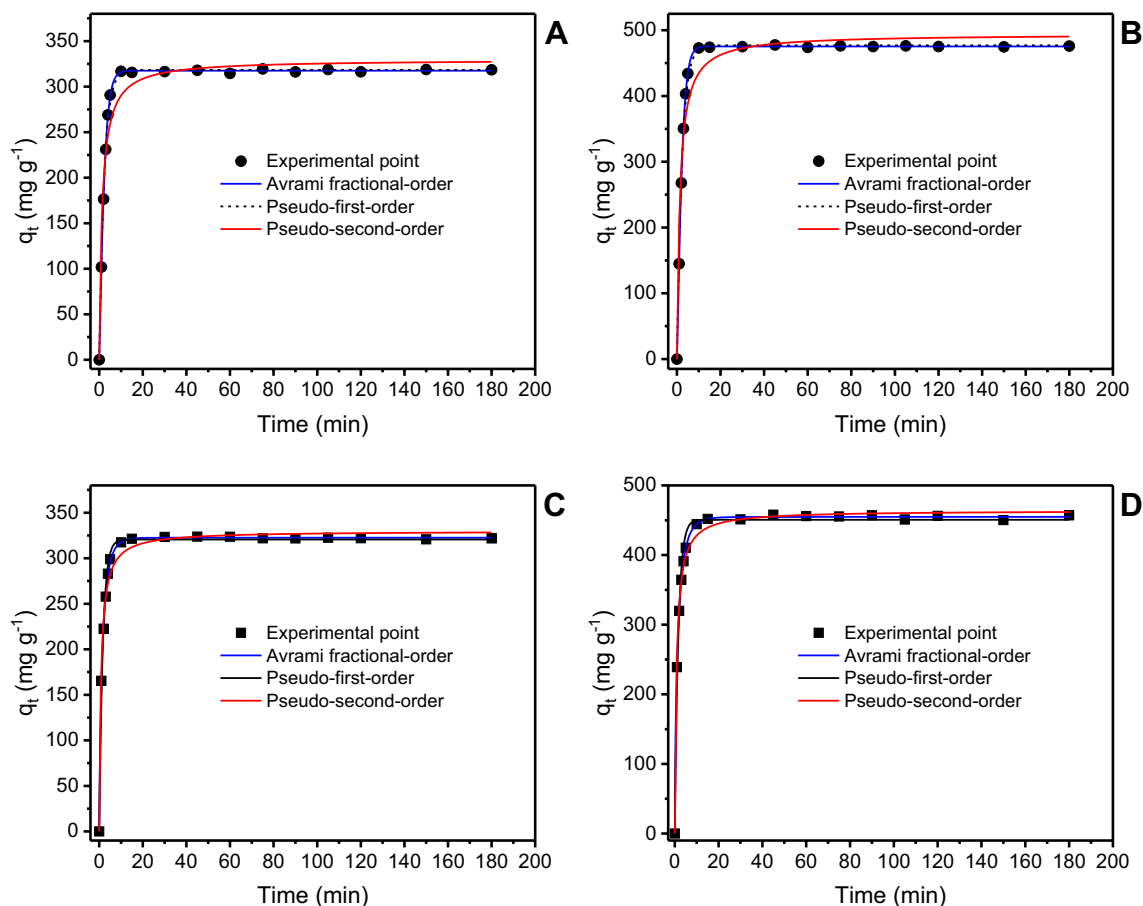 A
350
300
250
200
150
100
50
0
q_t (mg g⁻¹)
Experimental point
Avrami fractional-order
Pseudo-first-order
Pseudo-second-order
0 20 40 60 80 100 120 140 160 180 200
Time (min)
B
500
400
300
200
100
0
q_t (mg g⁻¹)
Experimental point
Avrami fractional-order
Pseudo-first-order
Pseudo-second-order
0 20 40 60 80 100 120 140 160 180 200
Time (min)
C
350
300
250
200
150
100
50
0
q_t (mg g⁻¹)
Experimental point
Avrami fractional-order
Pseudo-first-order
Pseudo-second-order
0 20 40 60 80 100 120 140 160 180 200
Time (min)
D
500
400
300
200
100
0
q_t (mg g⁻¹)
Experimental point
Avrami fractional-order
Pseudo-first-order
Pseudo-second-order
0 20 40 60 80 100 120 140 160 180 200
Time (min)